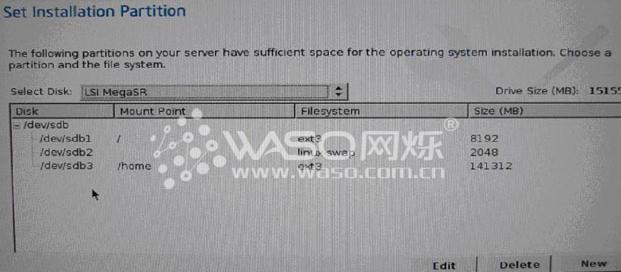 Set Installation Partition
The following partitions on your server have sufficient space for the operating system installation. Choose a
partition and the file system.
Select Disk: LSI MegaSR Drive Size (MB): 15155
Disk Mount Point Filesystem Size (MB)
/dev/sdb
/dev/sdb1 / ext3 8192
/dev/sdb2 linux swap 2048
/dev/sdb3 /home ext3 141312
WASO网烁®
www.waso.com.cn
Edit Delete New